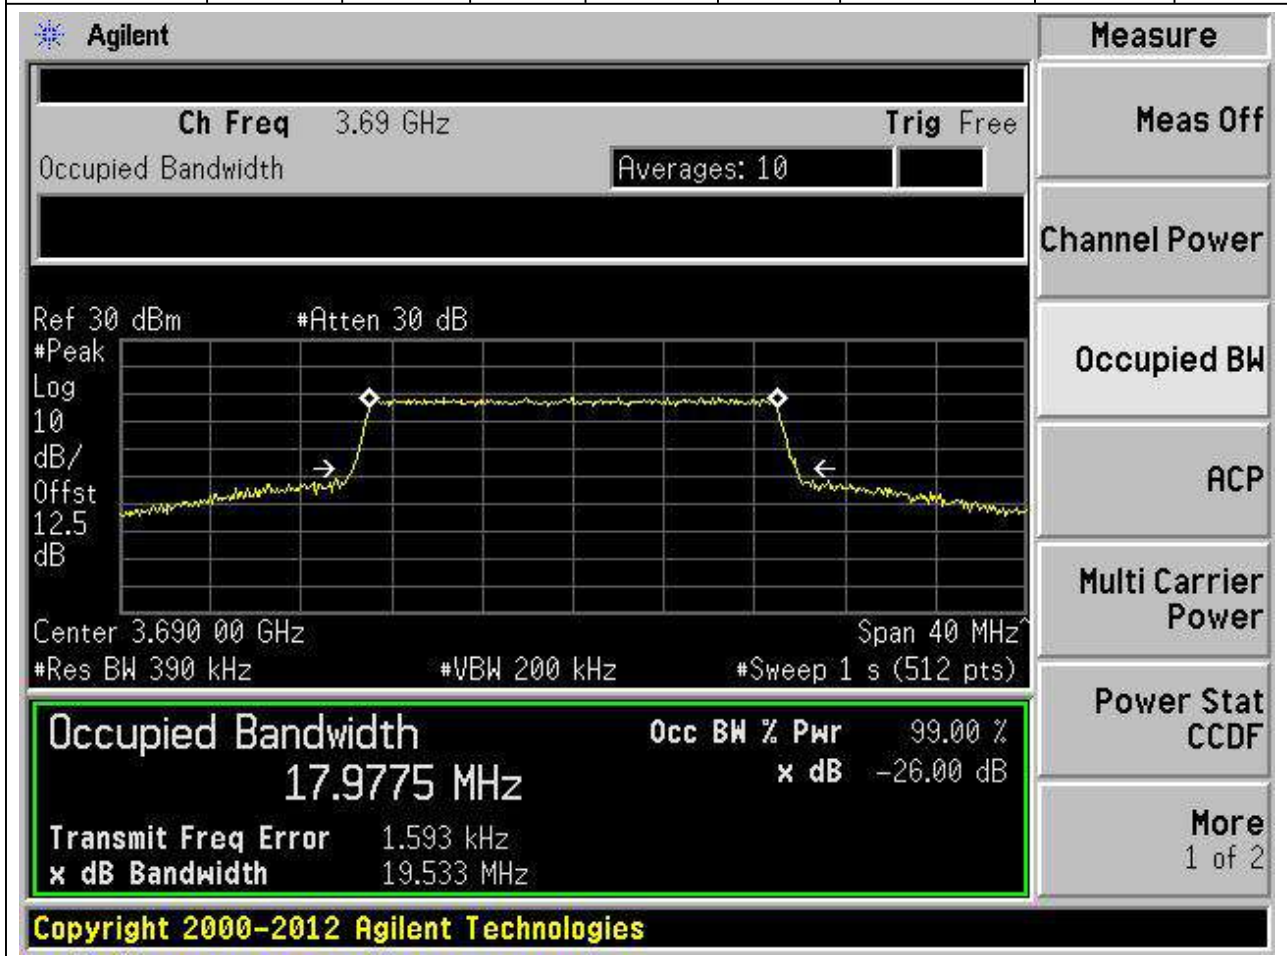 Agilent
Measure
Ch Freq 3.69 GHz Trig Free
Meas Off
Occupied Bandwidth Averages: 10
Channel Power
Ref 30 dBm #Atten 30 dB
#Peak
Log
10
dB/
Offst
12.5
dB
Occupied BW
ACP
Center 3.690 00 GHz Span 40 MHz^
#Res BW 390 kHz #VBW 200 kHz #Sweep 1 s (512 pts)
Multi Carrier
Power
Occupied Bandwidth Occ BW % Pwr 99.00 %
17.9775 MHz x dB -26.00 dB
Transmit Freq Error 1.593 kHz
x dB Bandwidth 19.533 MHz
Power Stat
CCDF
More
1 of 2
Copyright 2000-2012 Agilent Technologies